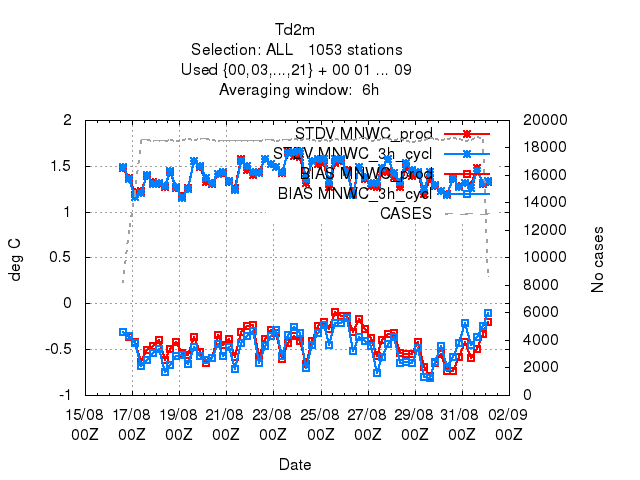 Td2m
Selection: ALL   1053 stations
Used {00,03,...,21} + 00 01 ... 09
Averaging window:  6h
2
1.5
1
0.5
0
-0.5
-1
deg C
20000
18000
16000
14000
12000
10000
8000
6000
4000
2000
0
No cases
STDV MNWC_prod
STDV MNWC_3h_cycl
BIAS MNWC_prod
BIAS MNWC_3h_cycl
CASES
15/08 17/08 19/08 21/08 23/08 25/08 27/08 29/08 31/08 02/09
00Z 00Z 00Z 00Z 00Z 00Z 00Z 00Z 00Z 00Z
Date